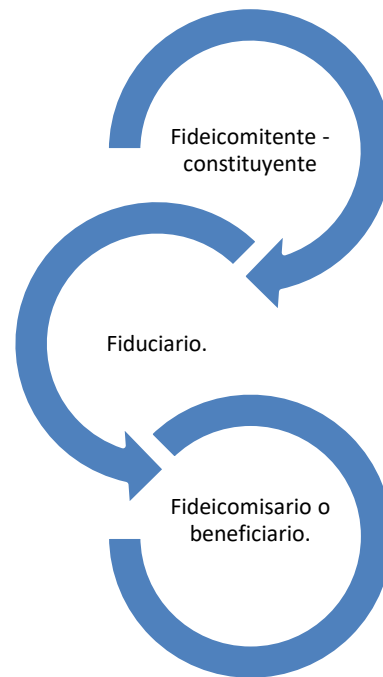 Fideicomitente -
constituyente
Fiduciario.
Fideicomisario o
beneficiario.